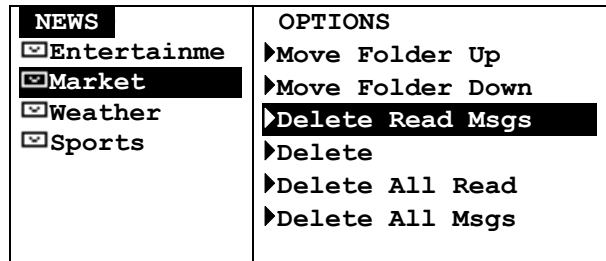 NEWS
Entertainme
Market
Weather
Sports
OPTIONS
Move Folder Up
Move Folder Down
Delete Read Msgs
Delete
Delete All Read
Delete All Msgs